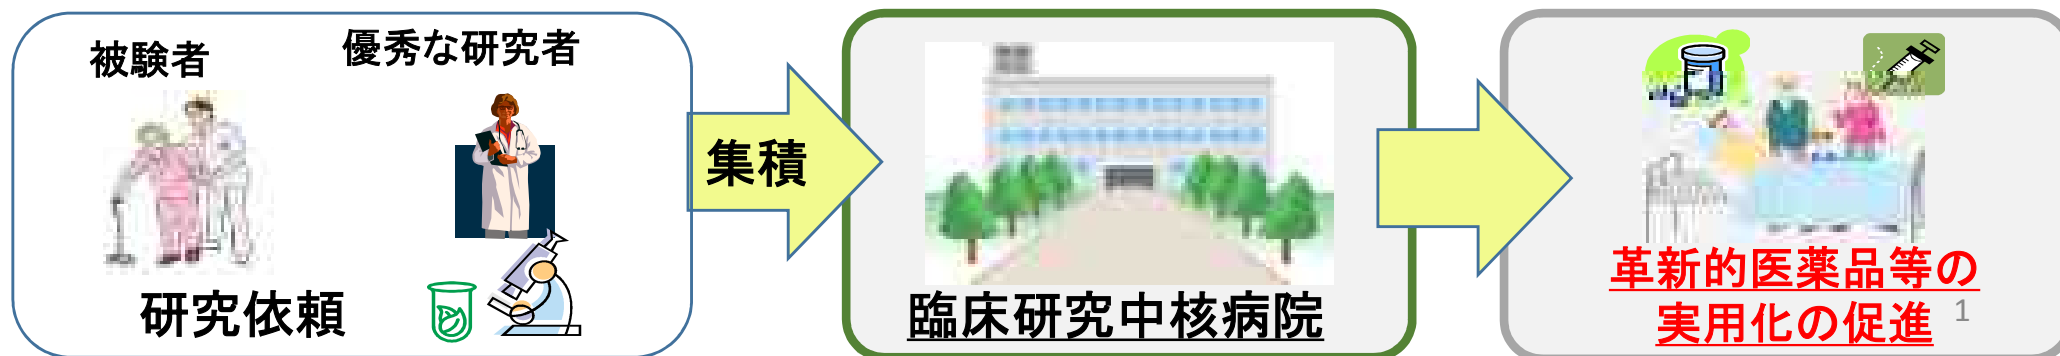 被験者
優秀な研究者
研究依頼
集積
臨床研究中核病院
革新的医薬品等の
実用化の促進
1